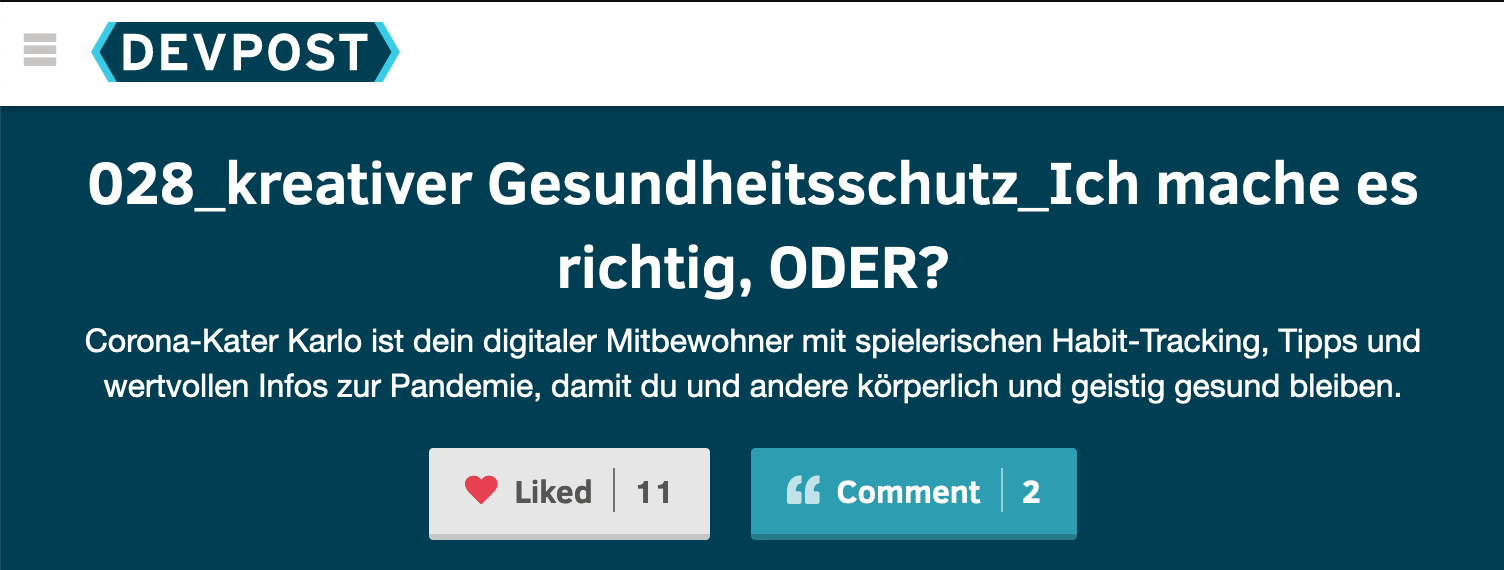 DEVPOST
028_kreativer Gesundheitsschutz_Ich mache es
richtig, ODER?
Corona-Kater Karlo ist dein digitaler Mitbewohner mit spielerischen Habit-Tracking, Tipps und
wertvollen Infos zur Pandemie, damit du und andere körperlich und geistig gesund bleiben.
Liked 11 Comment 2